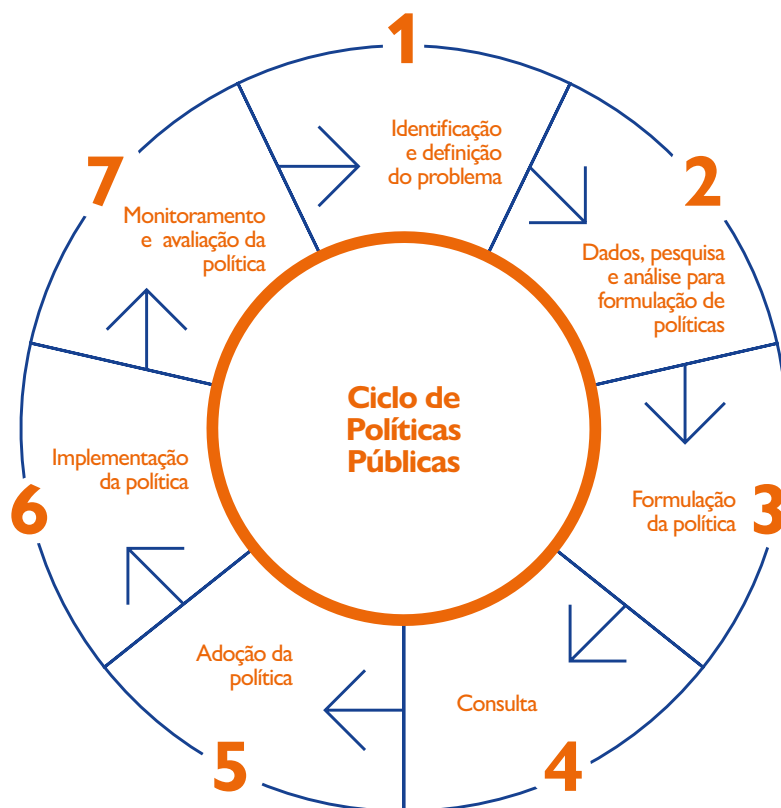 1
Identificação
e definição
do problema
2
Dados, pesquisa
e análise para
formulação de
políticas
3
Formulação
da política
4
Consulta
5
Adoção da
política
6
Implementação
da política
7
Monitoramento
e avaliação da
política
Ciclo de
Políticas
Públicas